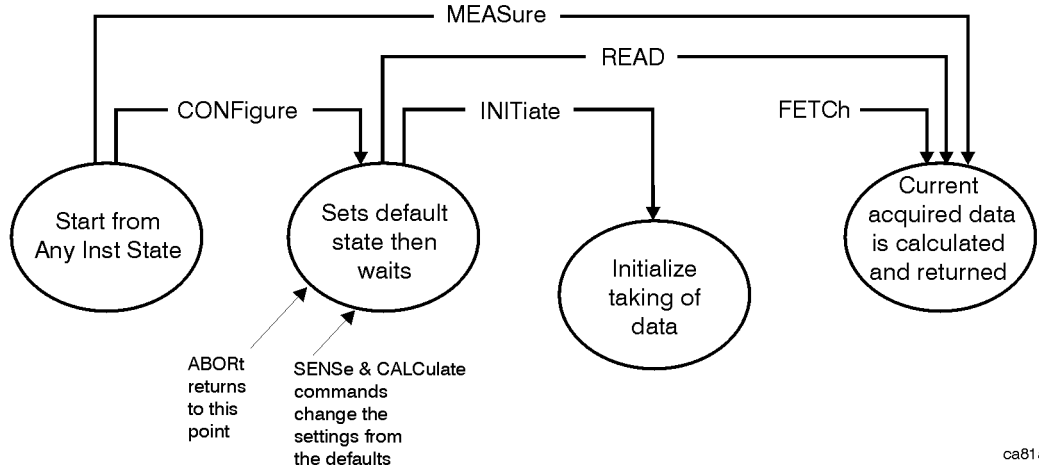 MEASure
READ
CONFigure
INITiate
FETCh
Start from
Any Inst State
Sets default
state then
waits
Initialize
taking of
data
Current
acquired data
is calculated
and returned
ABORt
returns
to this
point
SENSe & CALCulate
commands
change the
settings from
the defaults